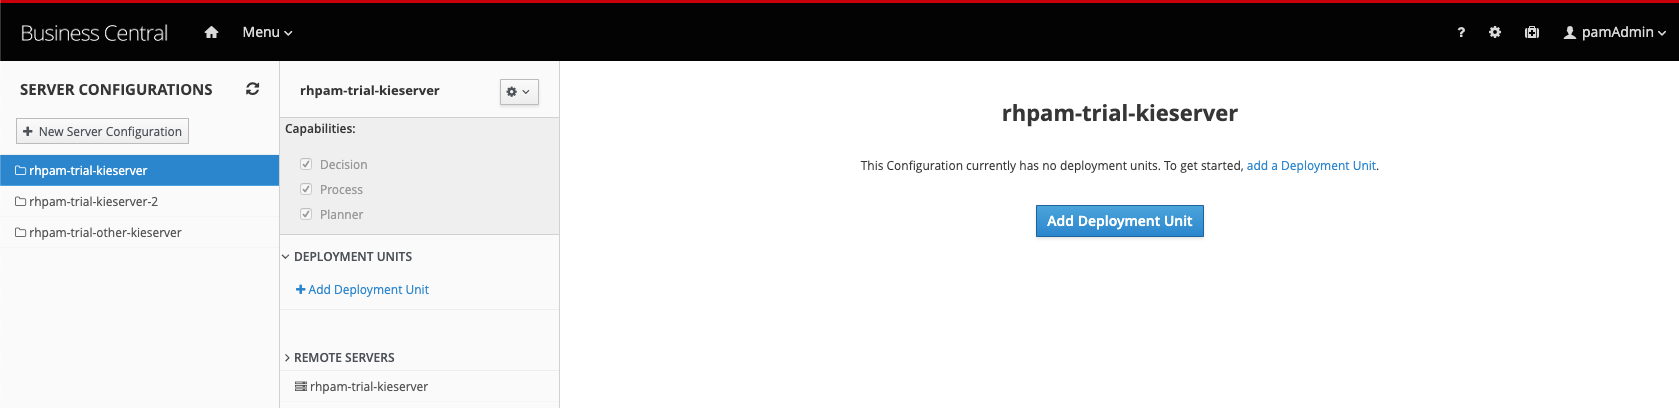 Business Central
Menu
?
pamAdmin
SERVER CONFIGURATIONS
+ New Server Configuration
rhpam-trial-kieserver
rhpam-trial-kieserver-2
rhpam-trial-other-kieserver
rhpam-trial-kieserver
Capabilities:
Decision
Process
Planner
DEPLOYMENT UNITS
+ Add Deployment Unit
REMOTE SERVERS
rhpam-trial-kieserver
rhpam-trial-kieserver
This Configuration currently has no deployment units. To get started, add a Deployment Unit.
Add Deployment Unit